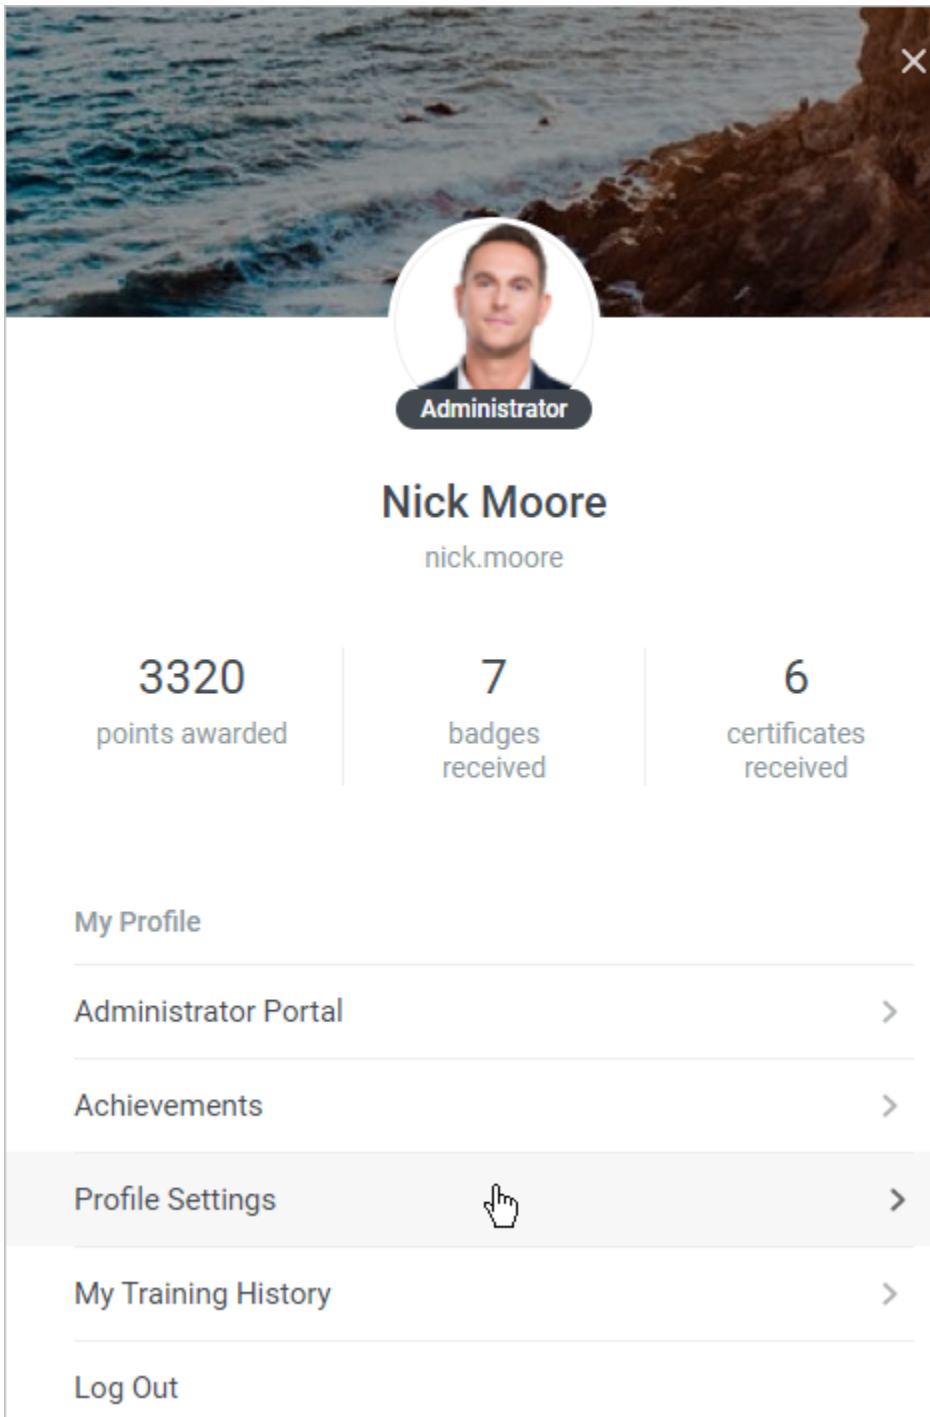 Administrator
Nick Moore
nick.moore
3320
points awarded
7
badges
received
6
certificates
received
My Profile
Administrator Portal
Achievements
Profile Settings
My Training History
Log Out